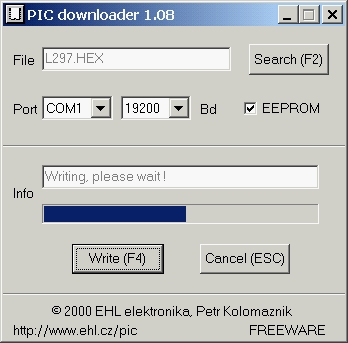 PIC downloader 1.08
File L297.HEX Search (F2)
Port COM1 19200 Bd EEPROM
Writing, please wait !
Info
Write (F4) Cancel (ESC)
© 2000 EHL elektronika, Petr Kolomaznik
http://www.ehl.cz/pic FREEWARE